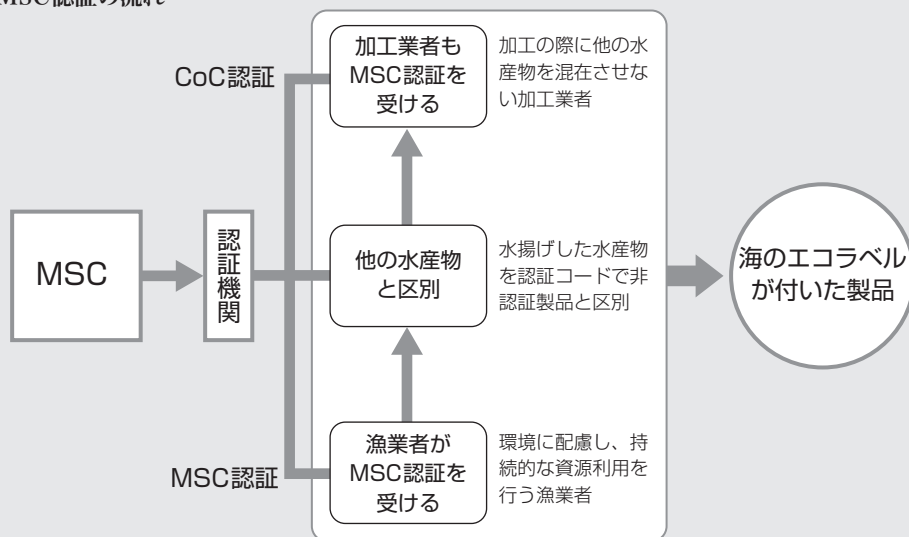 MSC認証の流れ
CoC認証
加工業者も
MSC認証を
受ける
加工の際に他の水
産物を混在させな
い加工業者
MSC
認証機関
他の水産物
と区別
水揚げした水産物
を認証コードで非
認証製品と区別
海のエコラベル
が付いた製品
MSC認証
漁業者が
MSC認証を
受ける
環境に配慮し、持
続的な資源利用を
行う漁業者